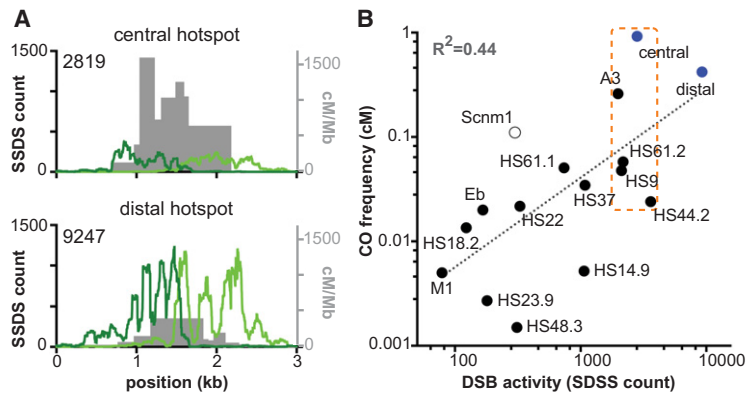 A
central hotspot
1500
2819
1500
SSDS count
cM/Mb
0
0
distal hotspot
1500
9247
1500
SSDS count
cM/Mb
0
0
0
1
2
3
position (kb)
B
1
R2=0.44
central
A3
distal
Scnm1
0.1
CO frequency (cM)
HS61.1
HS61.2
HS9
Eb
HS37
HS22
HS44.2
HS18.2
0.01
HS14.9
M1
HS23.9
HS48.3
0.001
100
1000
10000
DSB activity (SDSS count)